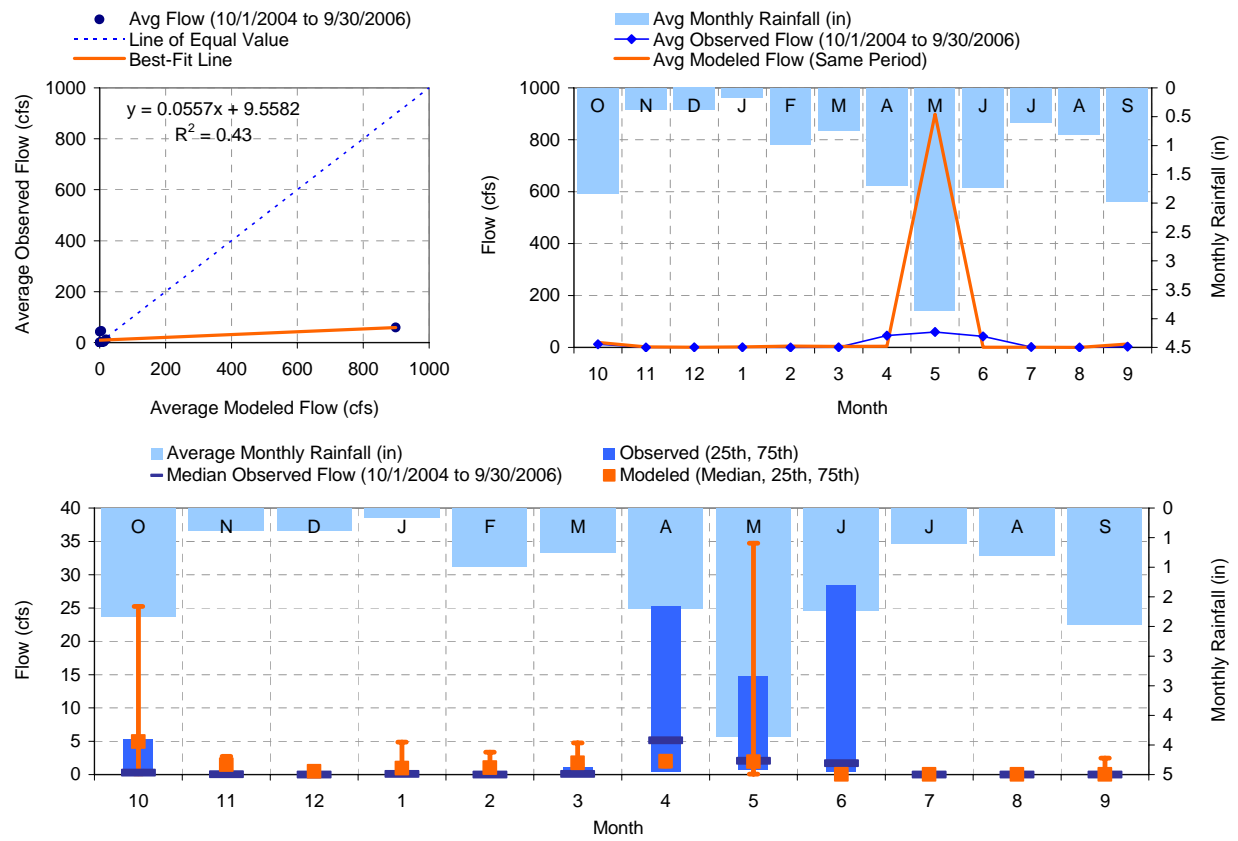 Avg Flow (10/1/2004 to 9/30/2006)
Line of Equal Value
Best-Fit Line
y = 0.0557x + 9.5582
R² = 0.43
Average Observed Flow (cfs)
1000
800
600
400
200
0
0 200 400 600 800 1000
Average Modeled Flow (cfs)
Avg Monthly Rainfall (in)
Avg Observed Flow (10/1/2004 to 9/30/2006)
Avg Modeled Flow (Same Period)
Flow (cfs)
1000
800
600
400
200
0
O N D J F M A M J J A S
0
0.5
1
1.5
2
2.5
3
3.5
4
4.5
Monthly Rainfall (in)
10 11 12 1 2 3 4 5 6 7 8 9
Month
Average Monthly Rainfall (in)
Median Observed Flow (10/1/2004 to 9/30/2006)
Observed (25th, 75th)
Modeled (Median, 25th, 75th)
Flow (cfs)
40
35
30
25
20
15
10
5
0
O N D J F M A M J J A S
0
1
1
2
2
3
3
4
4
5
Monthly Rainfall (in)
10 11 12 1 2 3 4 5 6 7 8 9
Month